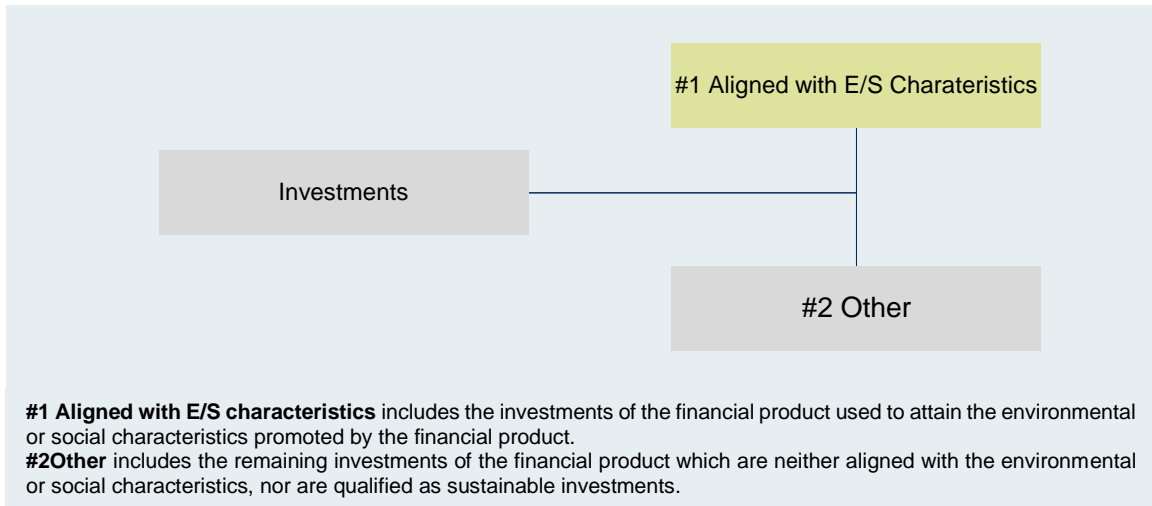 #1 Aligned with E/S Charateristics
Investments
#2 Other
#1 Aligned with E/S characteristics includes the investments of the financial product used to attain the environmental
or social characteristics promoted by the financial product.
#2Other includes the remaining investments of the financial product which are neither aligned with the environmental
or social characteristics, nor are qualified as sustainable investments.